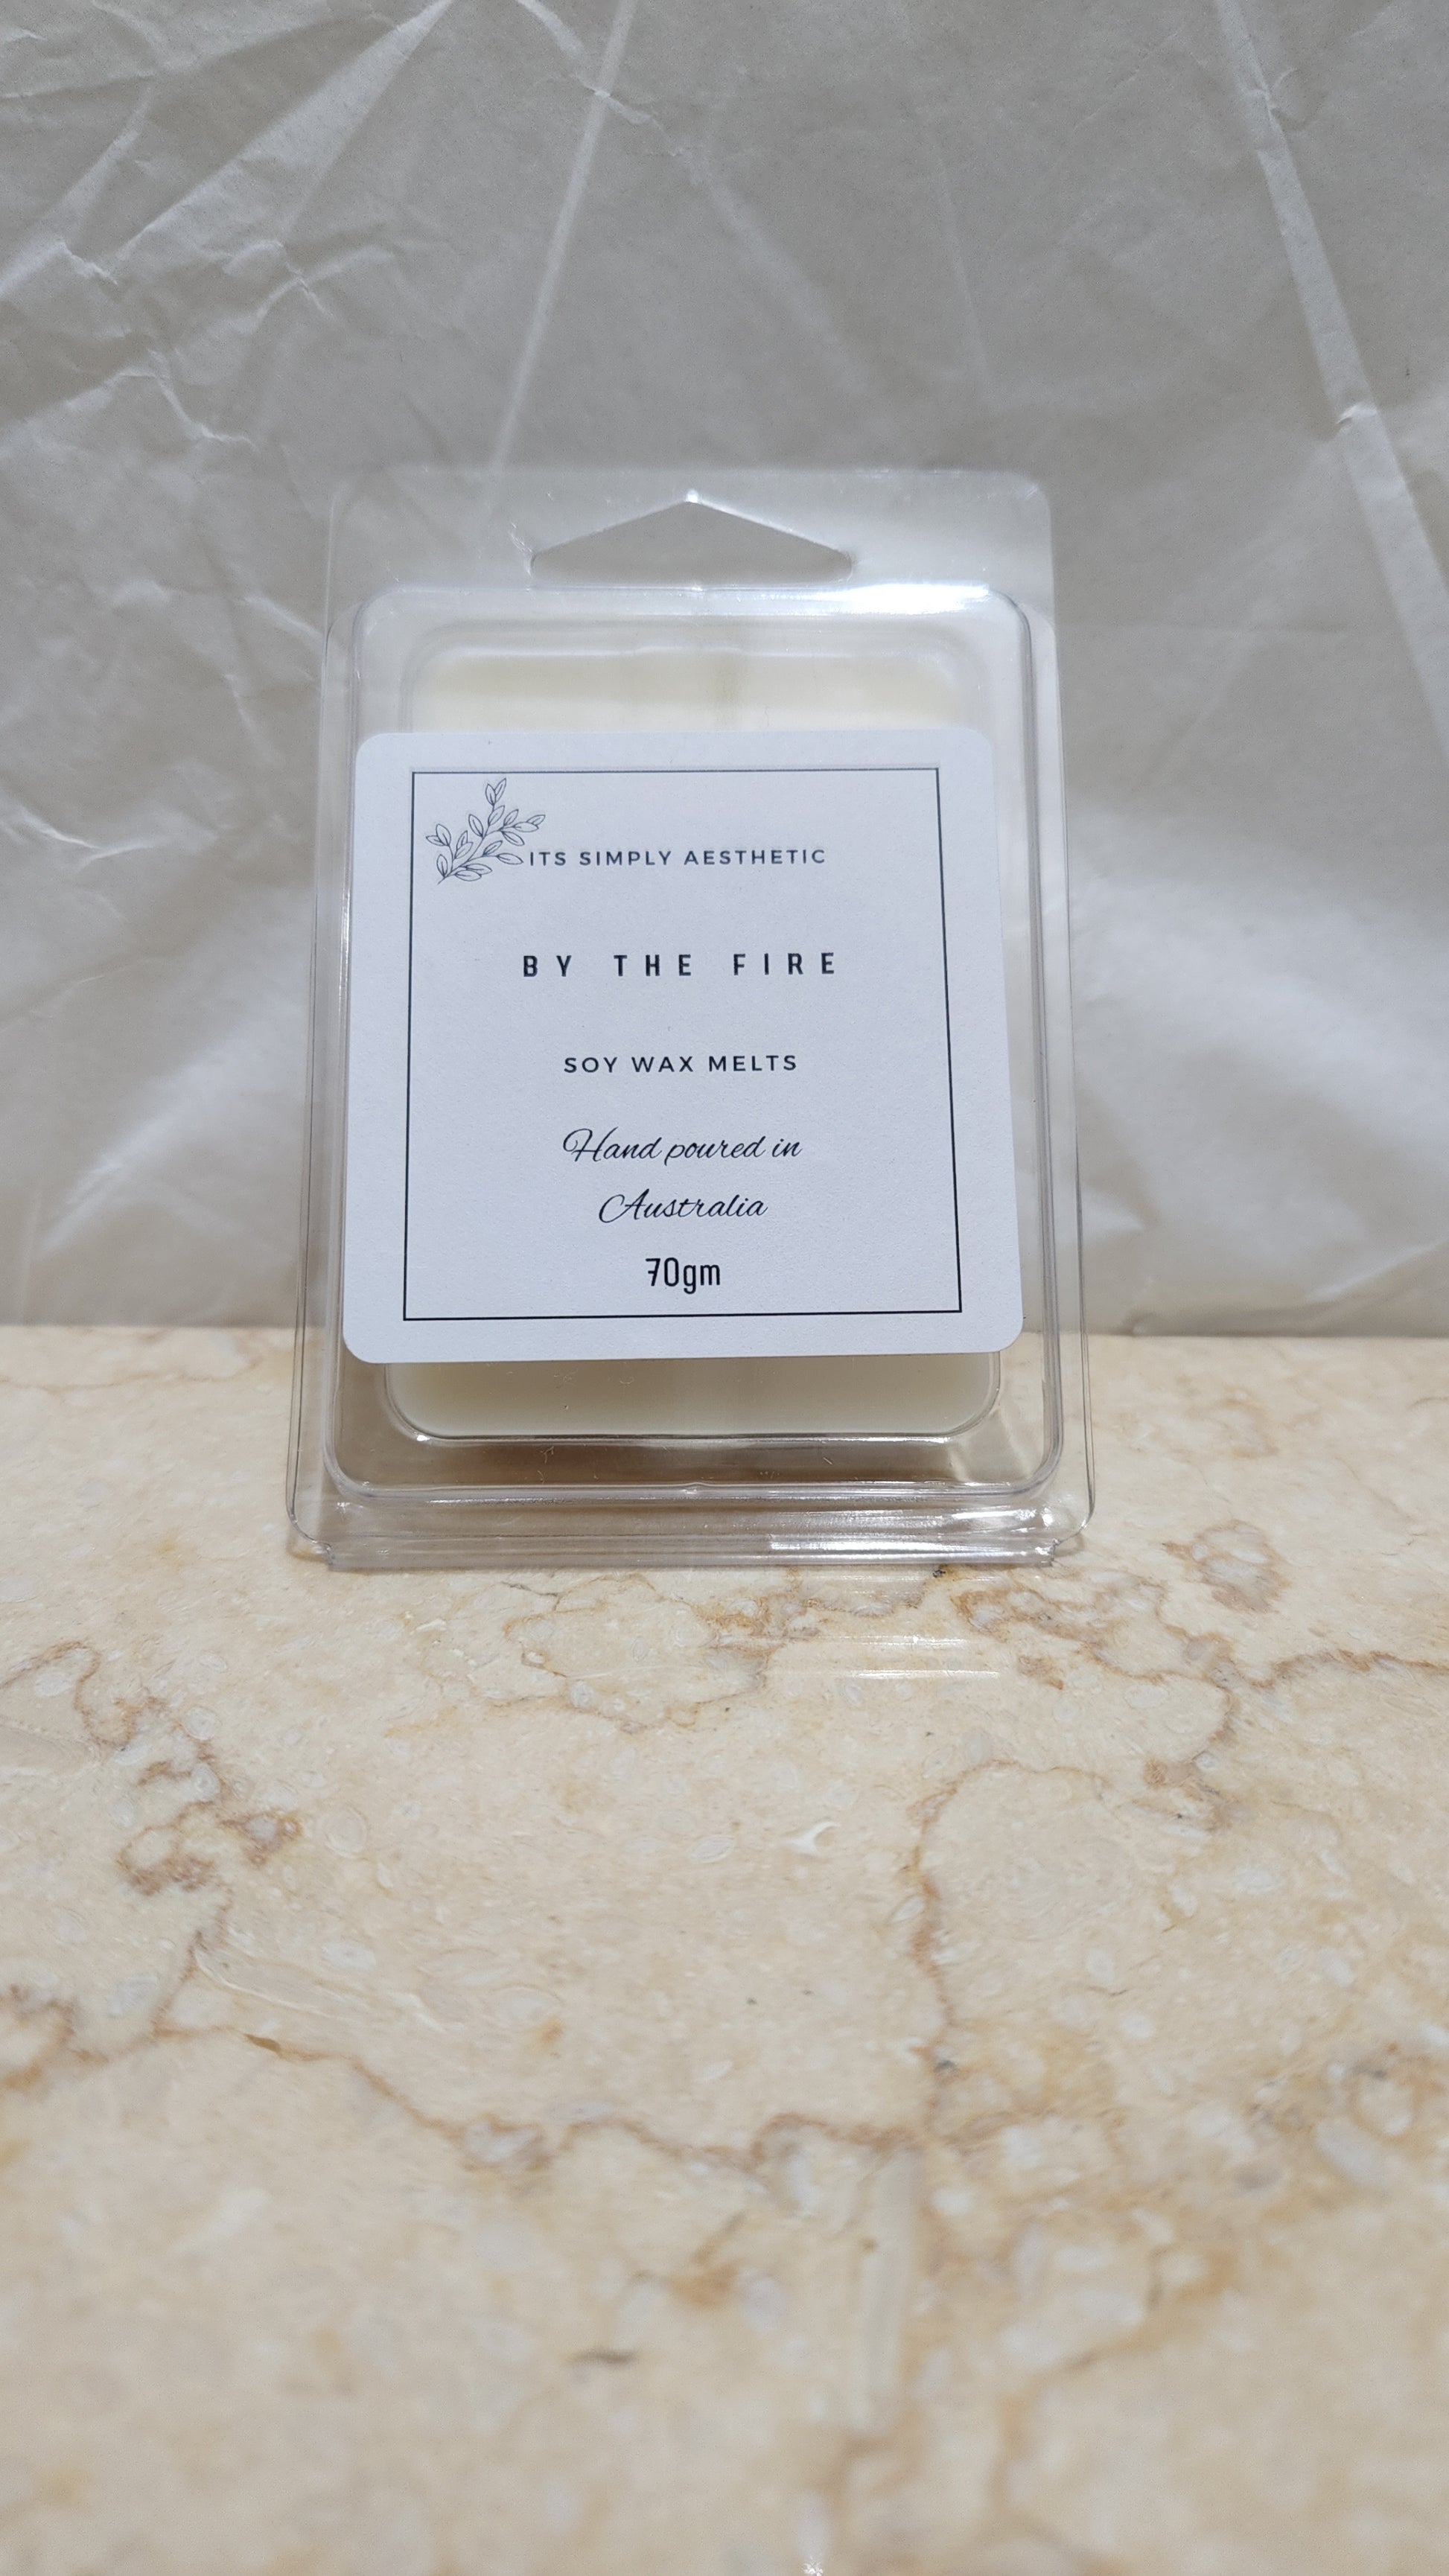 ITS SIMPLY AESTHETIC
BY THE FIRE
SOY WAX MELTS
Hand poured in
Australia
70gm